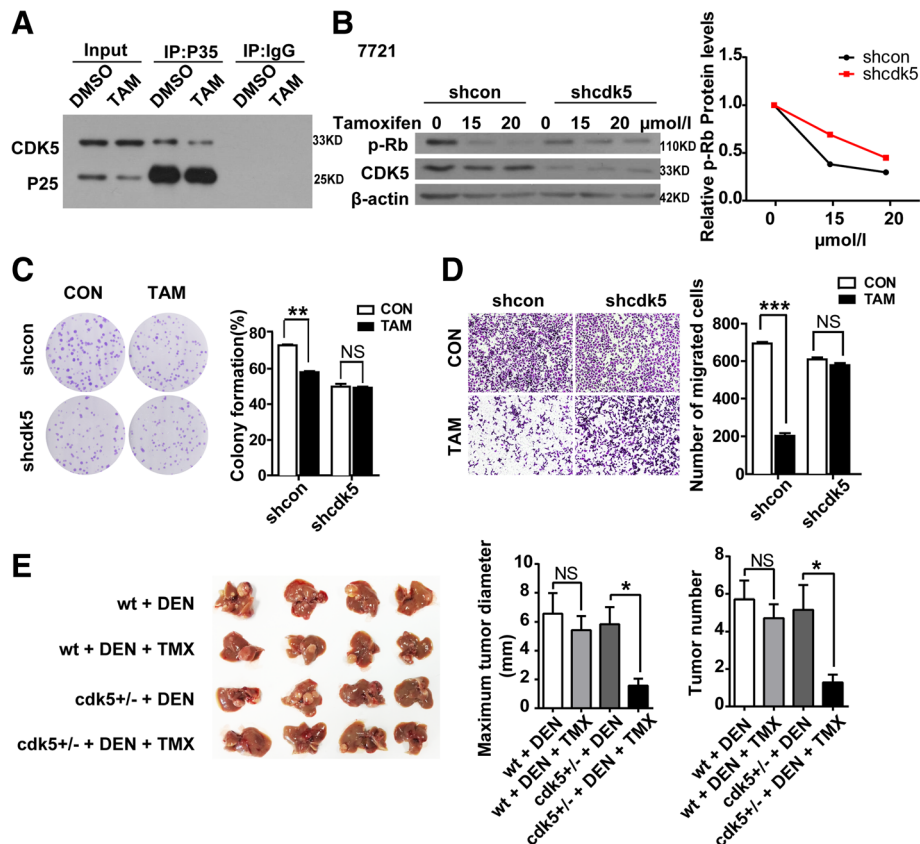 A
Input IP:P35 IP:IgG
DMSO TAM DMSO TAM DMSO TAM
CDK5 33KD
P25 25KD
B
7721
shcon shcdk5
Tamoxifen 0 15 20 0 15 20 μmol/l
p-Rb 110KD
CDK5 33KD
β-actin 42KD
Relative p-Rb Protein levels
1.5
1.0
0.5
0.0
0 15 20
μmol/l
shcon
shcdk5
C
CON TAM
shcon
shcdk5
Colony formation(%)
80
60
40
20
0
** NS
CON
TAM
shcon shcdk5
D
shcon shcdk5
CON
TAM
Number of migrated cells
800
600
400
200
0
*** NS
CON
TAM
shcon shcdk5
E
wt + DEN
wt + DEN + TMX
cdk5+/- + DEN
cdk5+/- + DEN + TMX
Maximum tumor diameter
(mm)
10
8
6
4
2
0
NS *
wt + DEN
wt + DEN + TMX
cdk5+/- + DEN
cdk5+/- + DEN + TMX
Tumor number
8
6
4
2
0
NS *
wt + DEN
wt + DEN + TMX
cdk5+/- + DEN
cdk5+/- + DEN + TMX